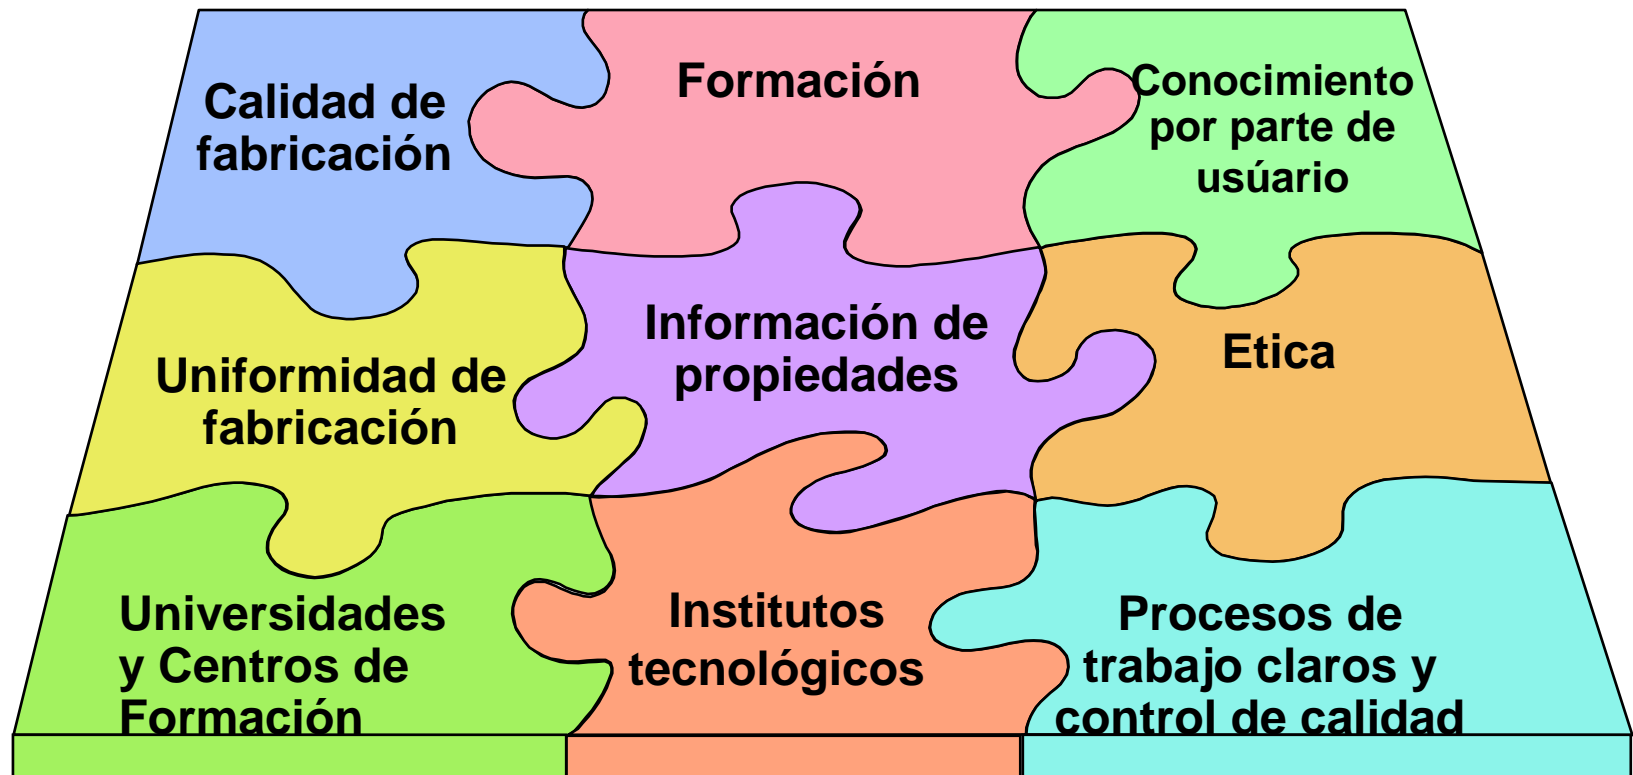 Calidad de
fabricación
Formación
Conocimiento
por parte de
usúario
Uniformidad de
fabricación
Información de
propiedades
Etica
Universidades
y Centros de
Formación
Institutos
tecnológicos
Procesos de
trabajo claros y
control de calidad